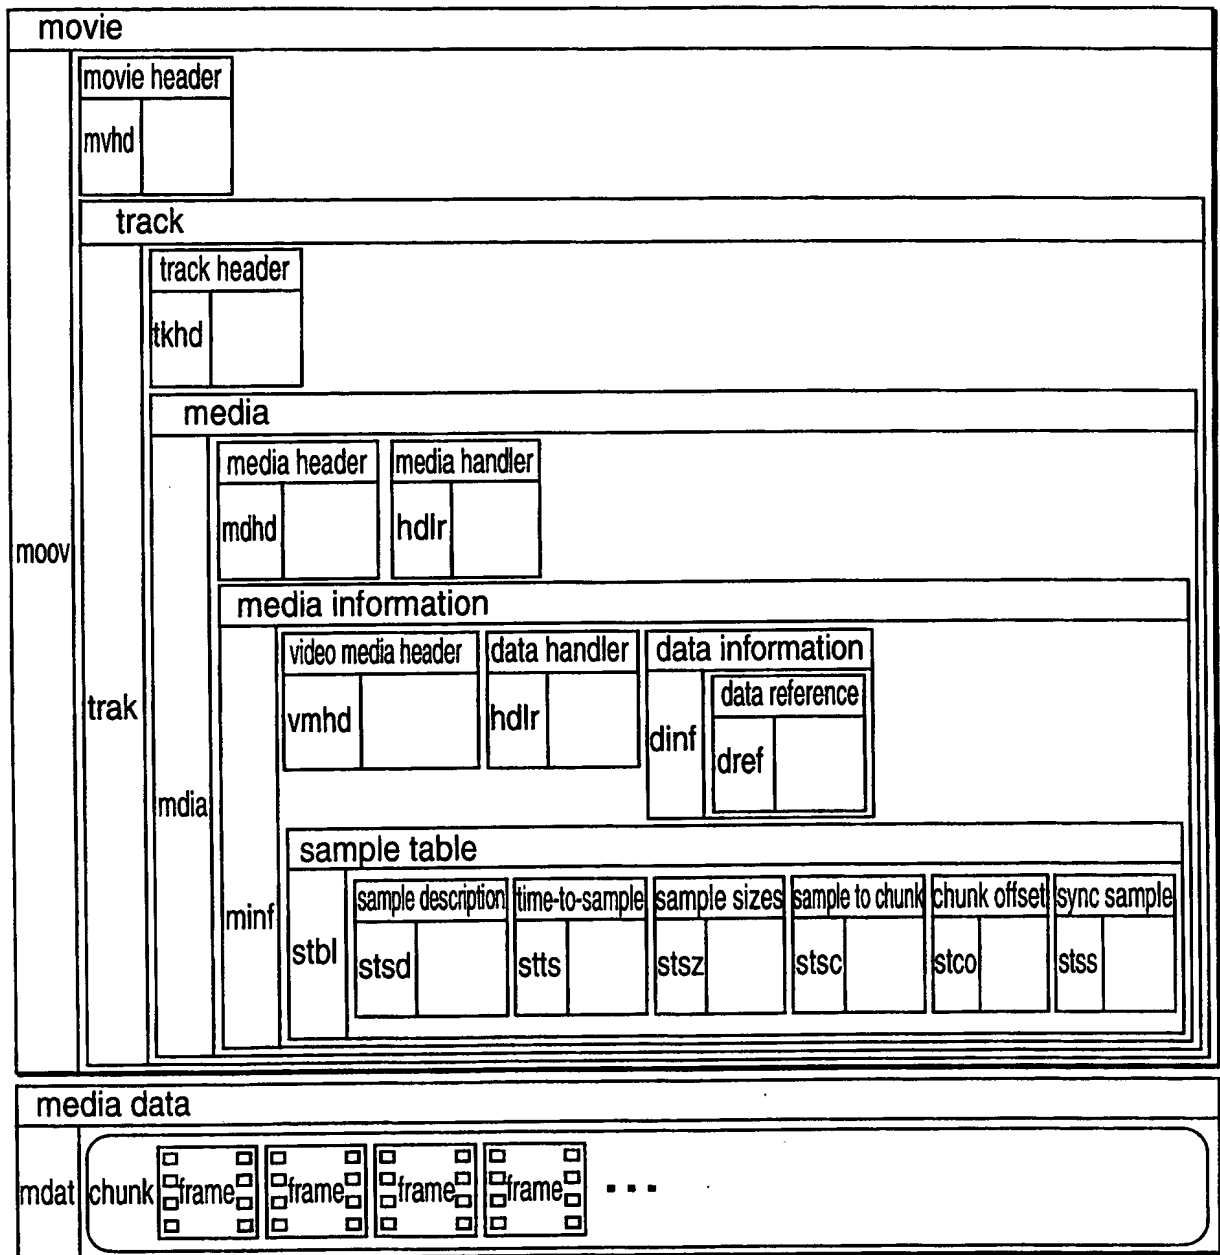 movie
movie header
mvhd
track
track header
tkhd
media
media header media handler
mdhd hdlr
moov
media information
video media header data handler data information
data reference
trak
vmhd hdlr dinf
dref
mdia
sample table
sample description time-to-sample sample sizes sample to chunk chunk offset sync sample
minf
stbl
stsd stts stsz stsc stco stss
media data
mdat chunk frame frame frame frame ...